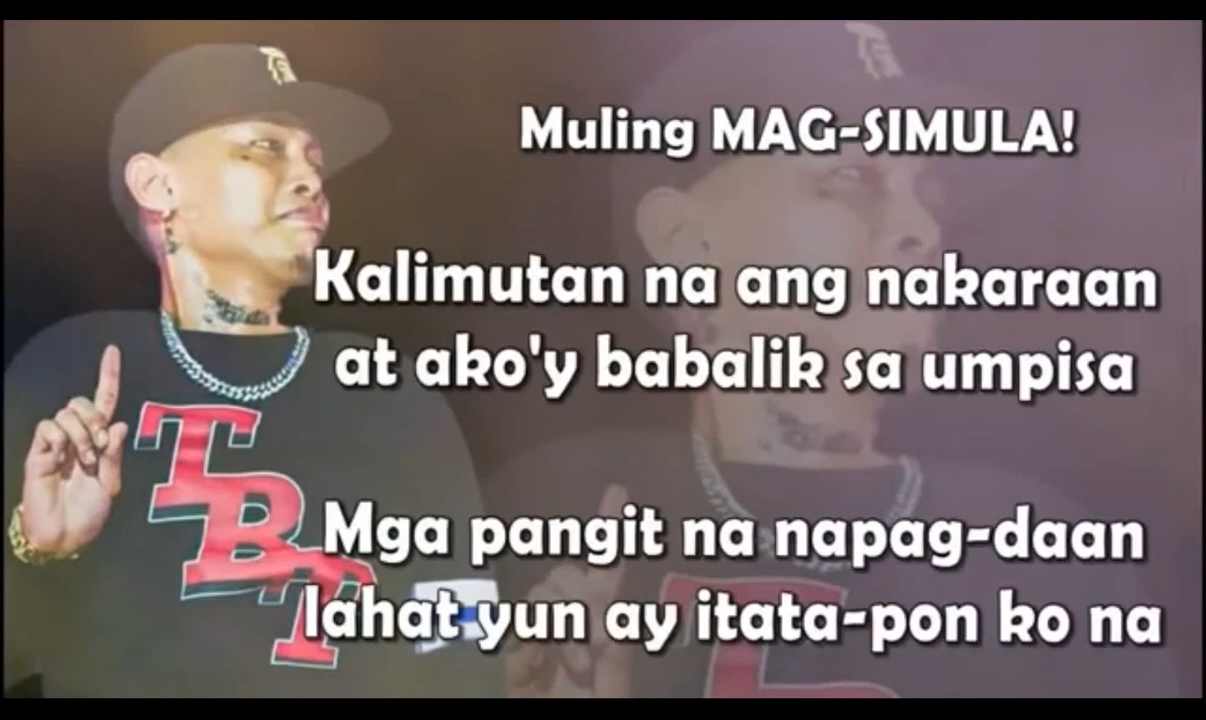 Muling MAG-SIMULA!
Kalimutan na ang nakaraan
at ako'y babalik sa umpisa
Mga pangit na napag-daan
lahat yun ay itata-pon ko na
TBT